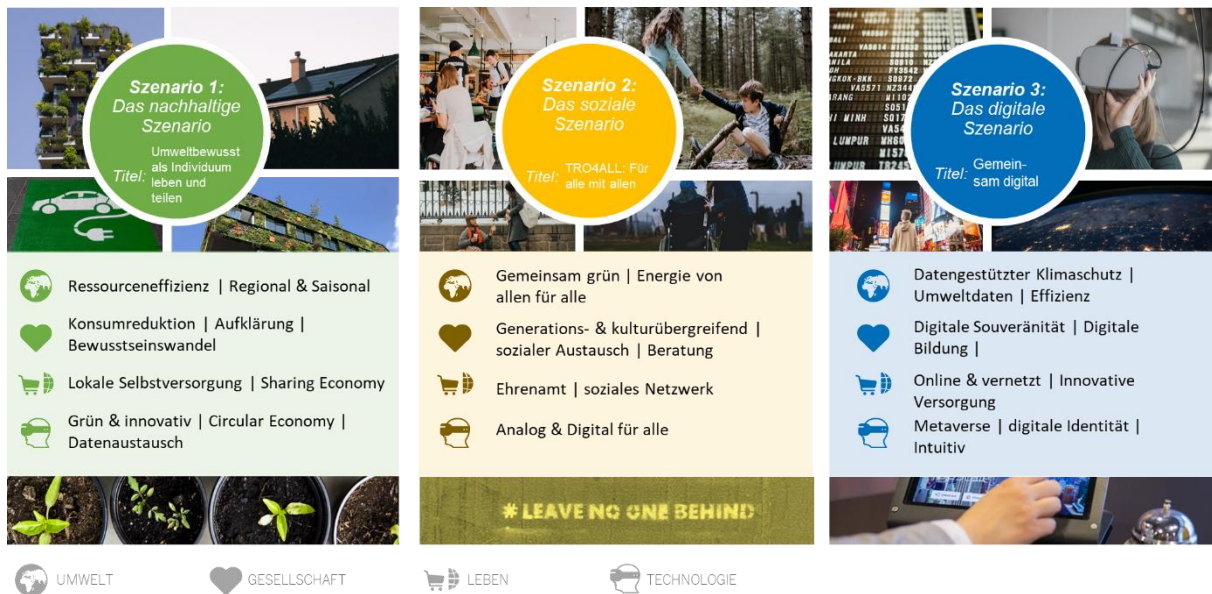 Szenario 1:
Das nachhaltige
Szenario
Titel:
Umweltbewusst
als Individuum
leben und
teilen
Ressourceneffizienz | Regional & Saisonal
Konsumreduktion | Aufklärung |
Bewusstseinswandel
Lokale Selbstversorgung | Sharing Economy
Grün & innovativ | Circular Economy |
Datenaustausch
Szenario 2:
Das soziale
Szenario
Titel:
TRO4ALL: Für
alle mit allen
Gemeinsam grün | Energie von
allen für alle
Generations- & kulturübergreifend |
sozialer Austausch | Beratung
Ehrenamt | soziales Netzwerk
Analog & Digital für alle
# LEAVE NO ONE BEHIND
Szenario 3:
Das digitale
Szenario
Titel:
Gemein-
sam digital
Datengestützter Klimaschutz |
Umweltdaten | Effizienz
Digitale Souveränität | Digitale
Bildung |
Online & vernetzt | Innovative
Versorgung
Metaverse | digitale Identität |
Intuitiv
UMWELT
GESELLSCHAFT
LEBEN
TECHNOLOGIE